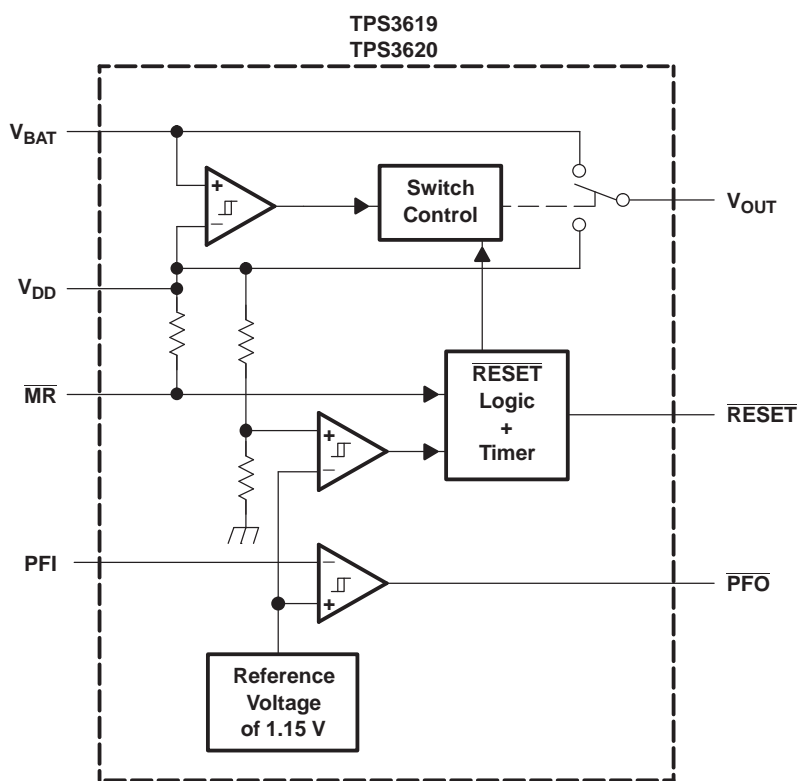 TPS3619
TPS3620
VBAT
+
−
Switch
Control
VOUT
VDD
MR
RESET
Logic
+
Timer
RESET
+
−
PFI
−
+
PFO
Reference
Voltage
of 1.15 V